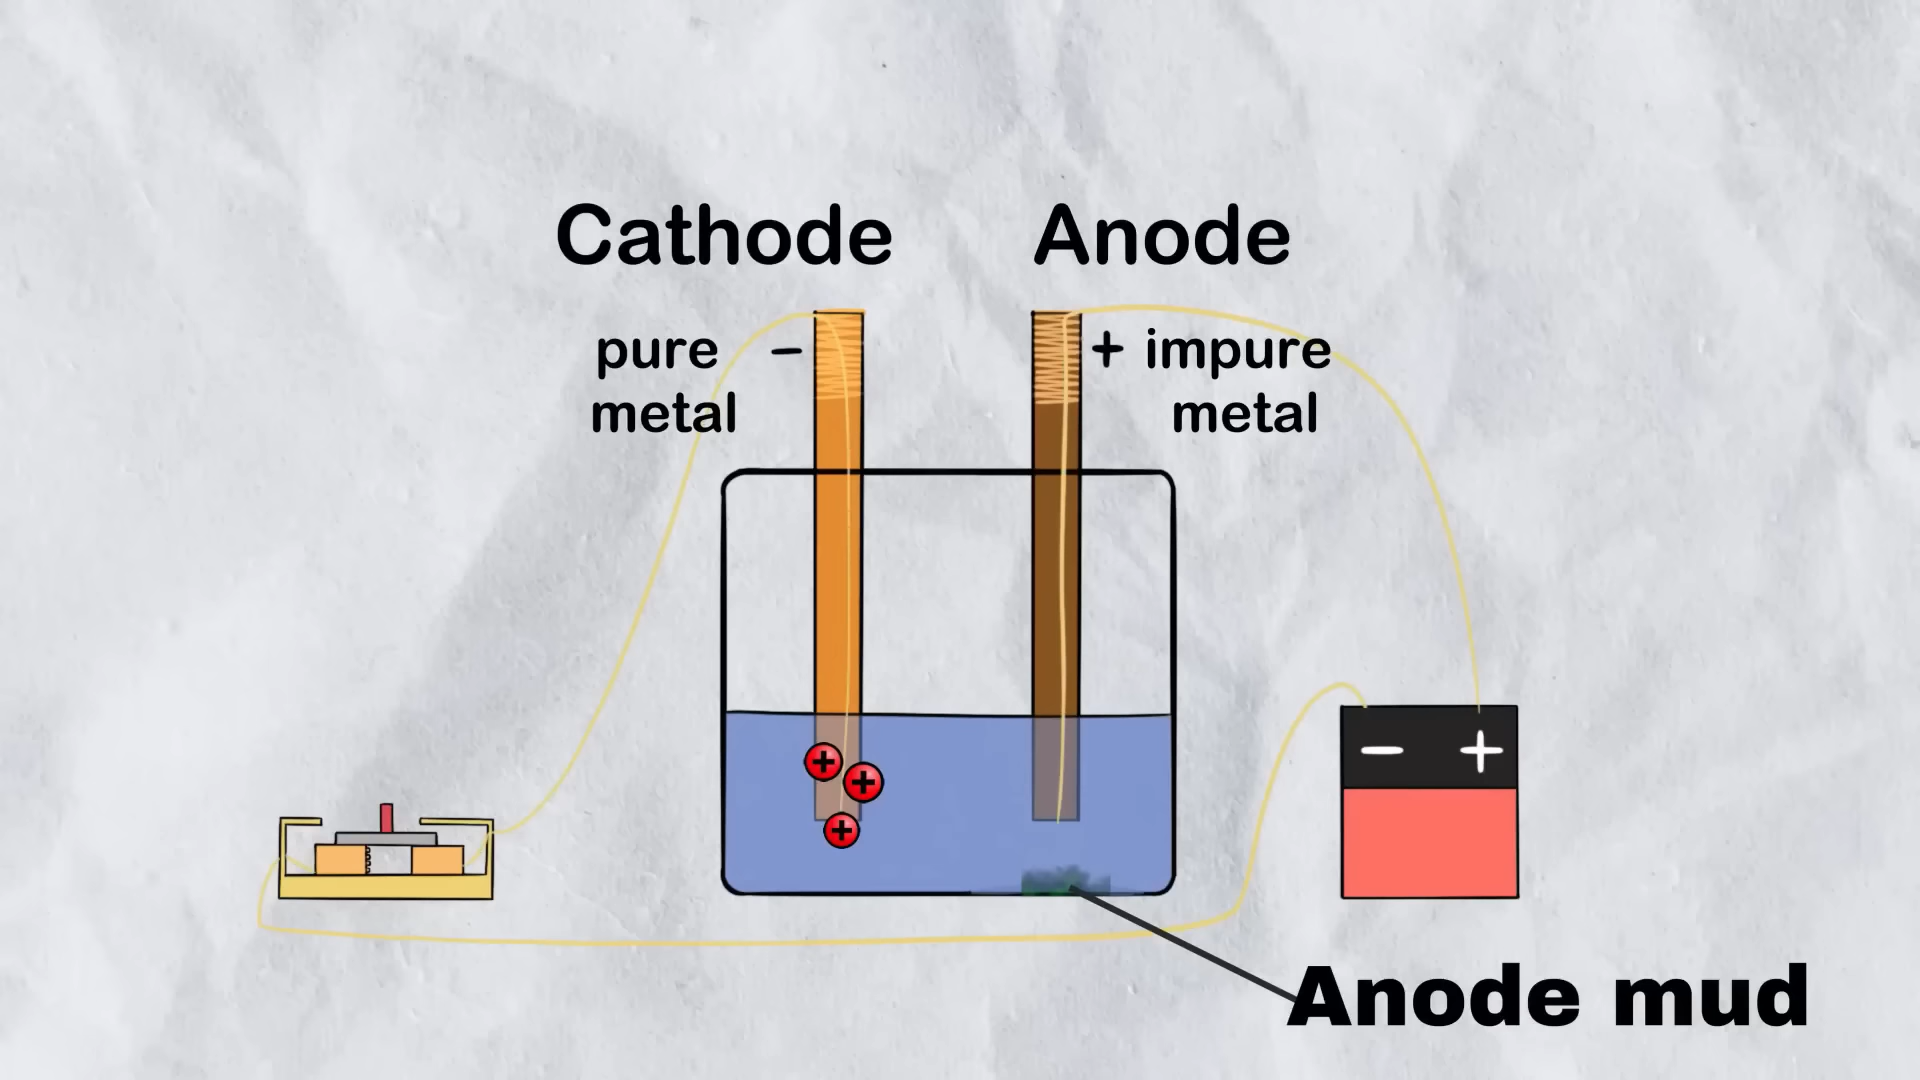 Cathode
Anode
pure
metal
−
+ impure
metal
+
+
+
− +
Anode mud